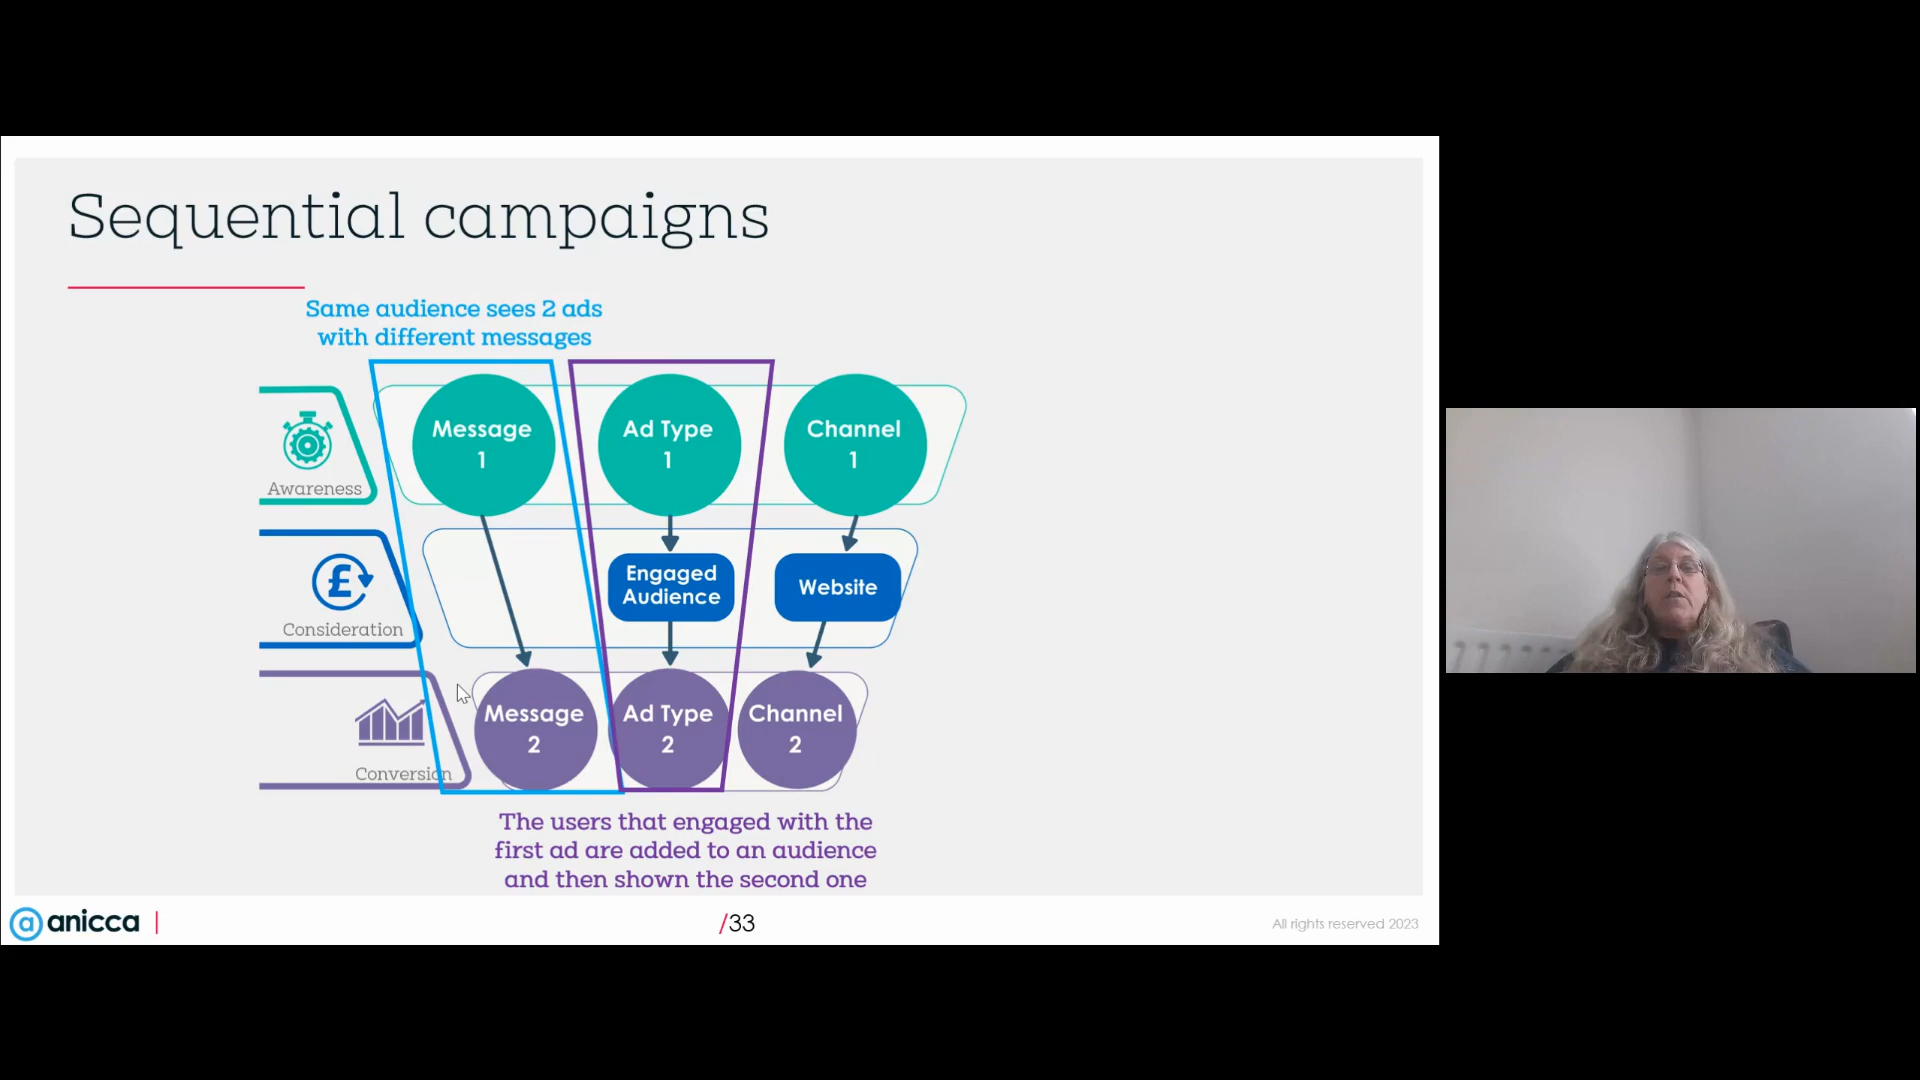 Sequential campaigns
Same audience sees 2 ads
with different messages
Message
1
Ad Type
1
Channel
1
Awareness
Engaged
Audience
Website
£
Consideration
Message
2
Ad Type
2
Channel
2
Conversion
The users that engaged with the
first ad are added to an audience
and then shown the second one
a anicca
/33
All rights reserved 2023